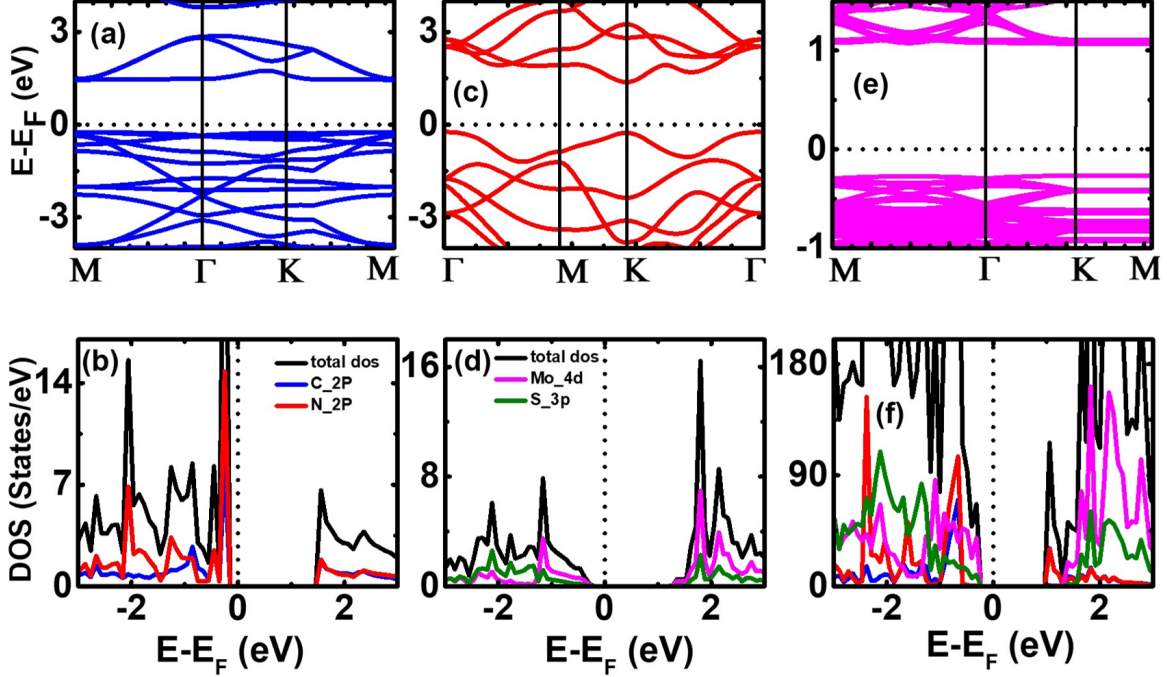 (a)
(c)
(e)
E-E_F (eV)
3
0
-3
3
0
-3
1
0
-1
M Γ K M
Γ M K Γ
M Γ K M
(b)
total dos
C_2P
N_2P
(d)
total dos
Mo_4d
S_3p
(f)
DOS (States/eV)
14
7
0
16
8
4
0
180
90
0
-2 0 2
-2 0 2
-2 0 2
E-E_F (eV)
E-E_F (eV)
E-E_F (eV)